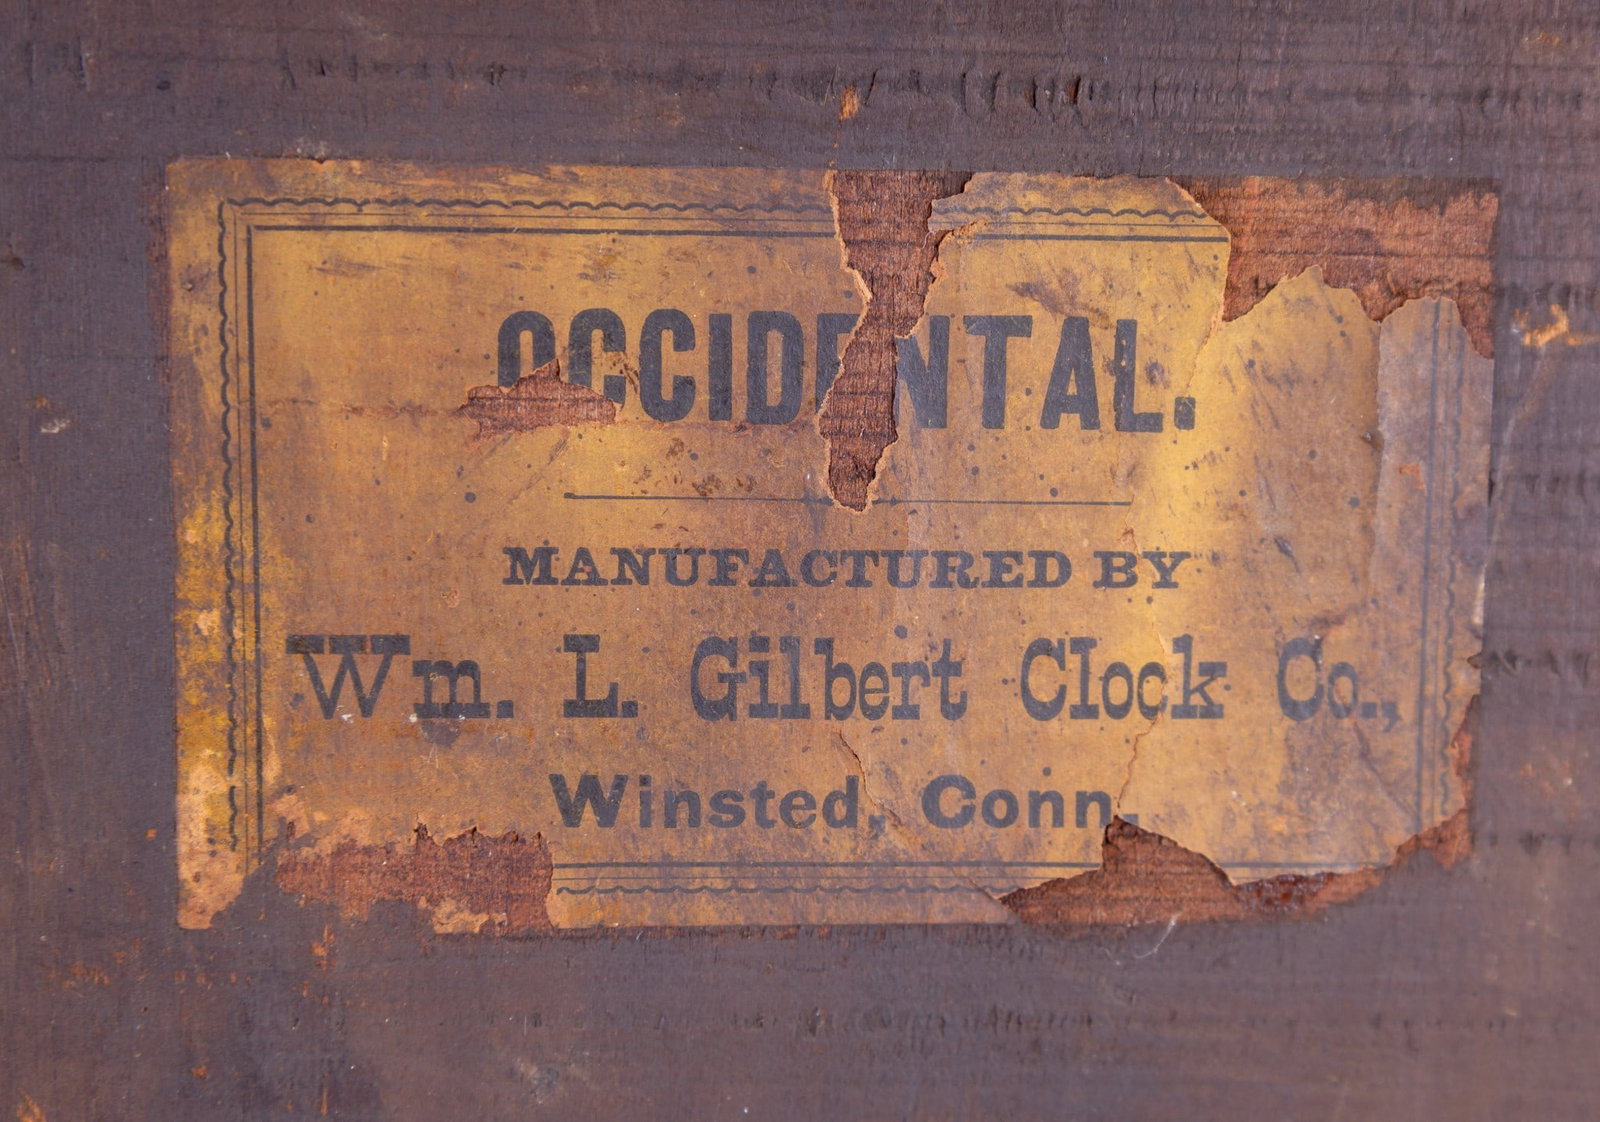 OCCIDENTAL.
MANUFACTURED BY
Wm. L. Gilbert Clock Co.,
Winsted, Conn.